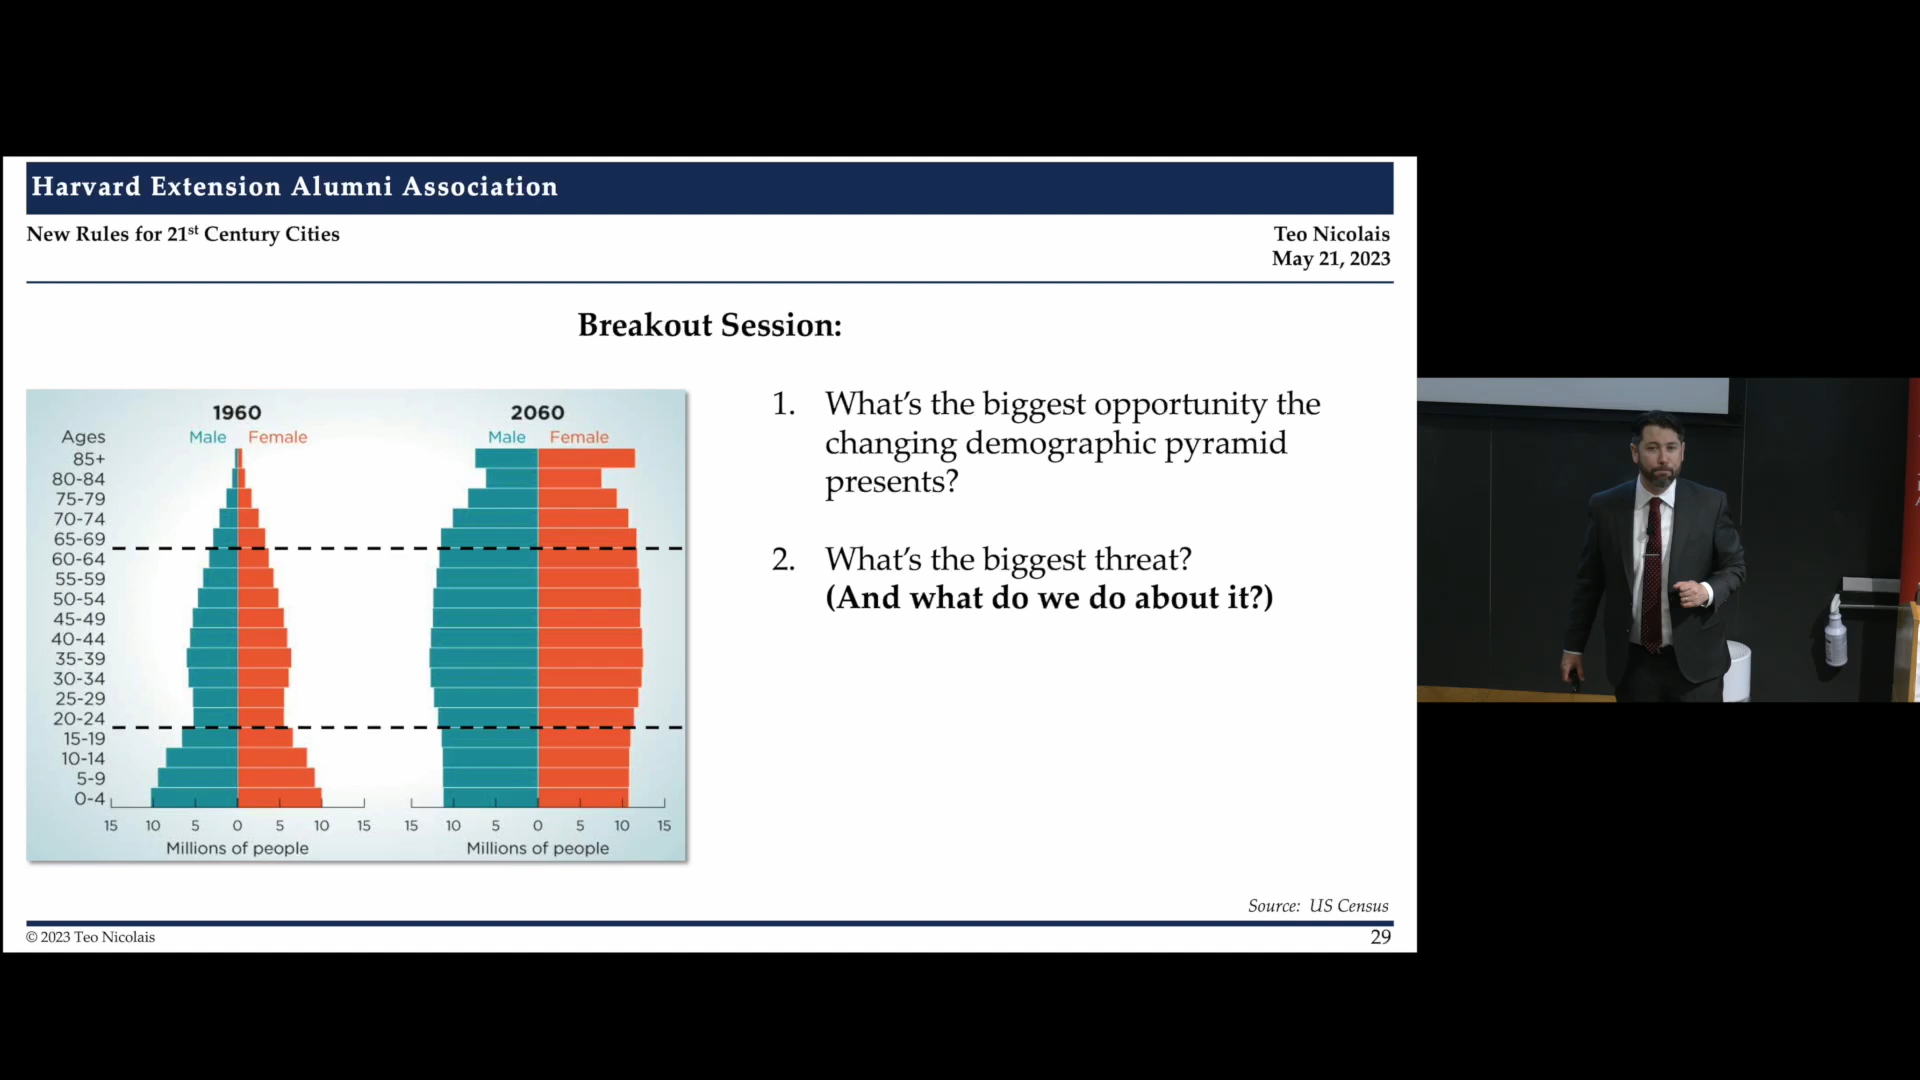 Harvard Extension Alumni Association
New Rules for 21st Century Cities
Teo Nicolais
May 21, 2023
Breakout Session:
1960
Male Female
2060
Male Female
Ages
85+
80-84
75-79
70-74
65-69
60-64
55-59
50-54
45-49
40-44
35-39
30-34
25-29
20-24
15-19
10-14
5-9
0-4
15 10 5 0 5 10 15
Millions of people
15 10 5 0 5 10 15
Millions of people
1. What's the biggest opportunity the
changing demographic pyramid
presents?
2. What's the biggest threat?
(And what do we do about it?)
Source: US Census
© 2023 Teo Nicolais
29